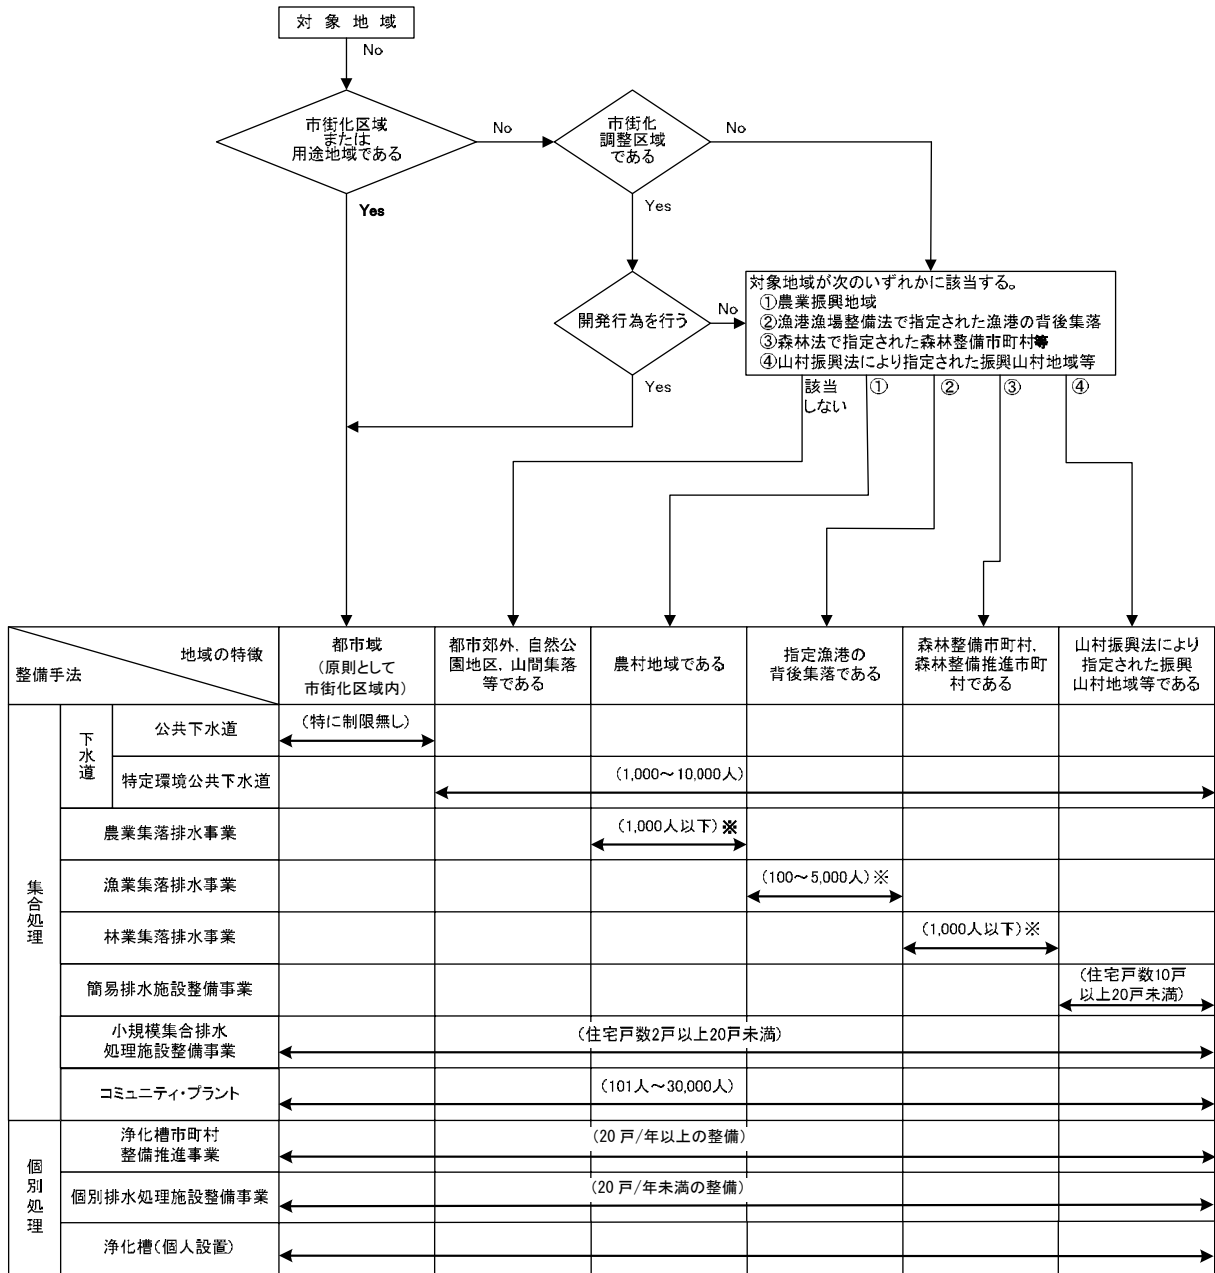 対 象 地 域
No
市街化区域
または
用途地域である
No
市街化
調整区域
である
No
Yes
Yes
開発行為を行う
No
Yes
対象地域が次のいずれかに該当する。
①農業振興地域
②漁港漁場整備法で指定された漁港の背後集落
③森林法で指定された森林整備市町村等
④山村振興法により指定された振興山村地域等
該当
しない
①
②
③
④
地域の特徴
整備手法
都市域
(原則として
市街化区域内)
都市郊外、自然公
園地区、山間集落
等である
農村地域である
指定漁港の
背後集落である
森林整備市町村、
森林整備推進市町
村である
山村振興法により
指定された振興
山村地域等である
集合処理
下水道
公共下水道
(特に制限無し)
特定環境公共下水道
(1,000～10,000人)
農業集落排水事業
(1,000人以下)※
漁業集落排水事業
(100～5,000人)※
林業集落排水事業
(1,000人以下)※
簡易排水施設整備事業
(住宅戸数10戸
以上20戸未満)
小規模集合排水
処理施設整備事業
(住宅戸数2戸以上20戸未満)
コミュニティ・プラント
(101人～30,000人)
個別処理
浄化槽市町村
整備推進事業
(20 戸/年以上の整備)
個別排水処理施設整備事業
(20 戸/年未満の整備)
浄化槽(個人設置)